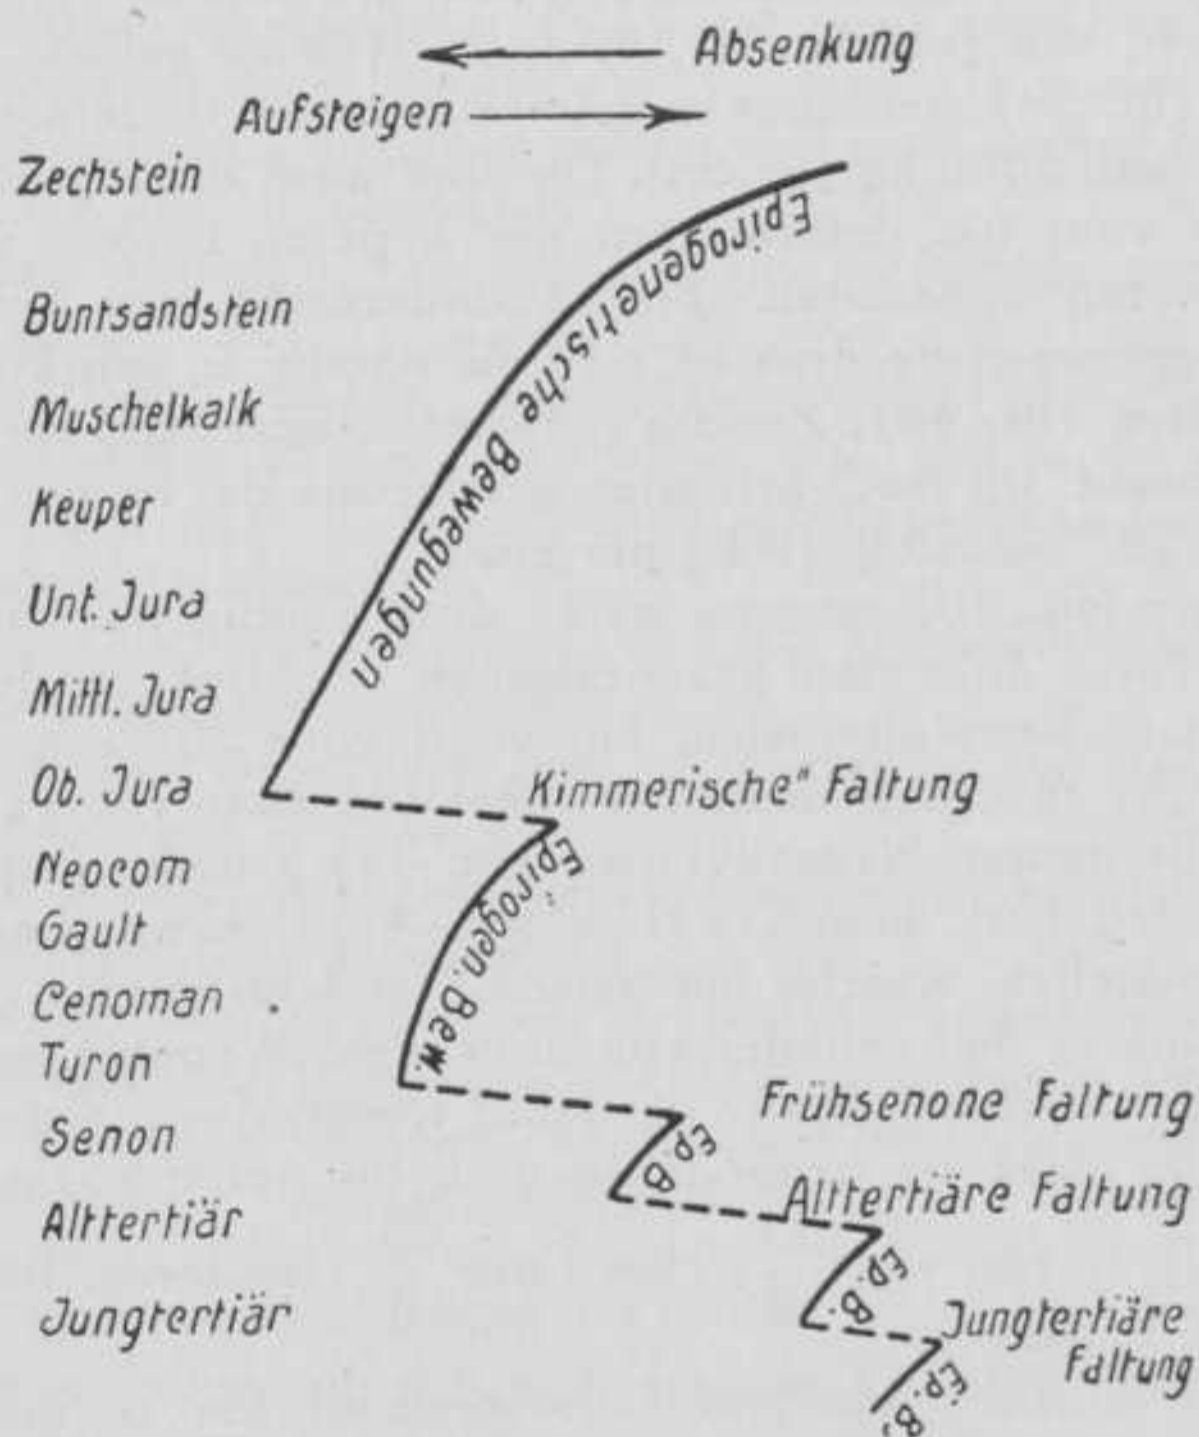 Absenkung
Aufsteigen
Zechstein
Epirogenetische Bewegungen
Buntsandstein
Muschelkalk
Keuper
Unt. Jura
Mittl. Jura
Ob. Jura
Kimmerische" Faltung
Neocom
Epirogen. Bew.
Gault
Cenoman
Turon
Frühsenone Faltung
Senon
Ep. B.
Alttertiäre Faltung
Alttertiär
Ep. B.
Jungtertiär
Jungtertiäre
Faltung
Ep. B.